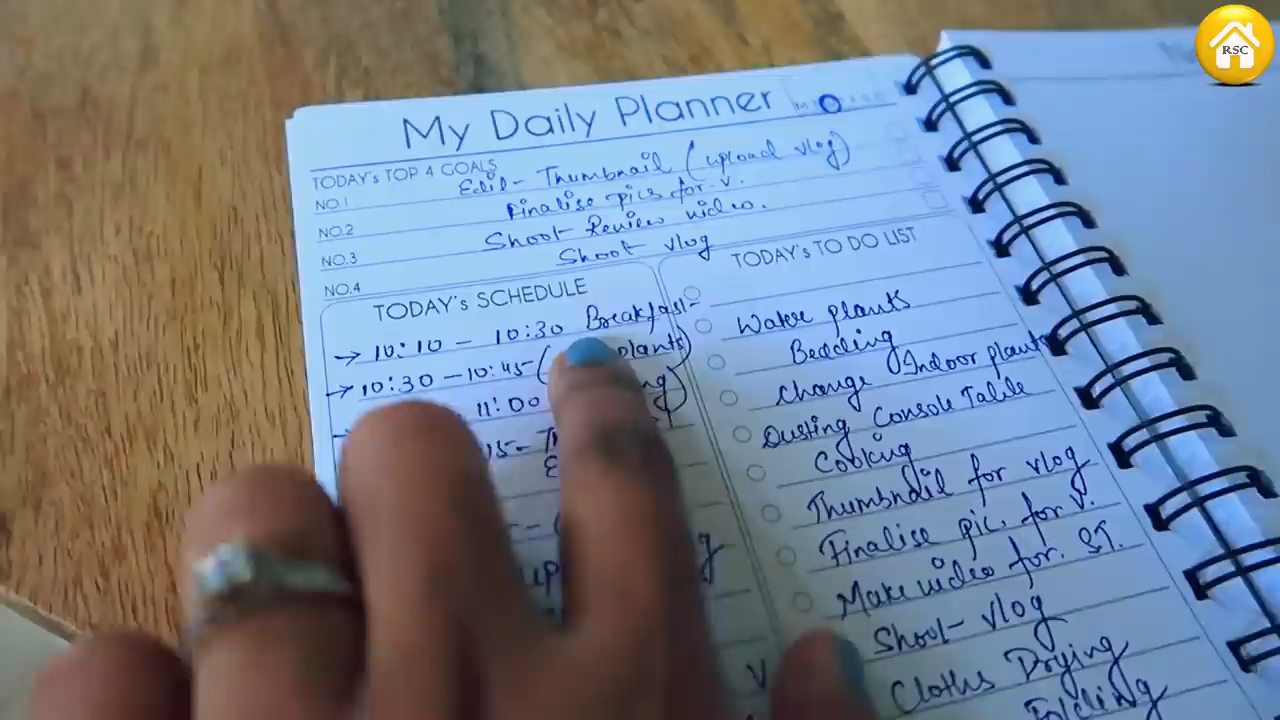 RSC
My Daily Planner
TODAY's TOP 4 GOALS
NO.1 Edit- Thumbnail (upload vlog)
NO.2 Finalise pics for V.
NO.3 Shoot Review video.
NO.4 Shoot vlog
TODAY's SCHEDULE
→ 10:10 - 10:30 Breakfast-
→ 10:30 - 10:45 ( plants)
11:00
15-
TODAY's TO DO LIST
Water plants
Bedding
Change Indoor plants
Dusting Console Table
Cooking
Thumbnail for vlog
Finalise pic. for V.
Make video for. ST.
Shoot- vlog
Cloths Drying
Folding